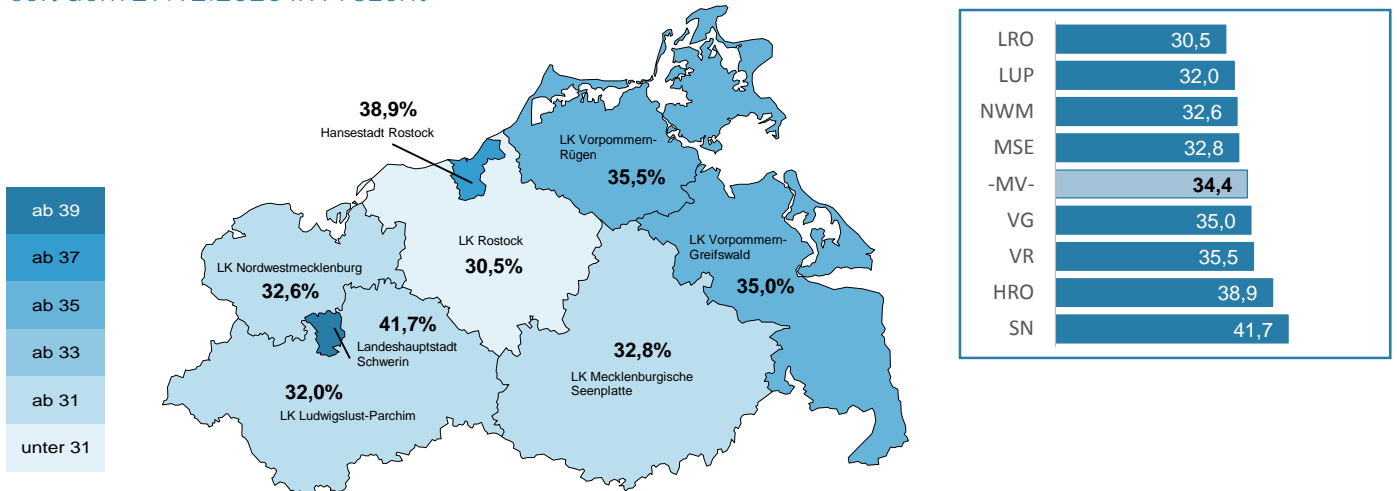 38,9%
Hansestadt Rostock
LK Vorpommern-
Rügen
35,5%
LK Rostock
30,5%
LK Vorpommern-
Greifswald
35,0%
LK Nordwestmecklenburg
32,6%
41,7%
Landeshauptstadt
Schwerin
32,8%
LK Mecklenburgische
Seenplatte
32,0%
LK Ludwigslust-Parchim
ab 39
ab 37
ab 35
ab 33
ab 31
unter 31
LRO 30,5
LUP 32,0
NWM 32,6
MSE 32,8
-MV- 34,4
VG 35,0
VR 35,5
HRO 38,9
SN 41,7